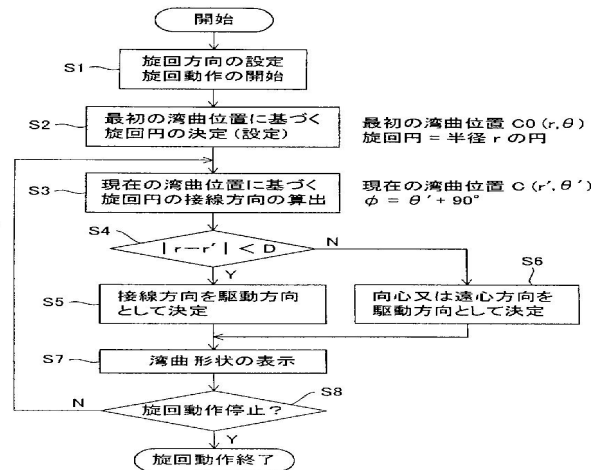 開始
S1
旋回方向の設定
旋回動作の開始
S2
最初の湾曲位置に基づく
旋回円の決定(設定)
最初の湾曲位置 C0(r,θ)
旋回円 = 半径 r の円
S3
現在の湾曲位置に基づく
旋回円の接線方向の算出
現在の湾曲位置 C(r′,θ′)
φ = θ′+ 90°
S4
|r−r′| < D
N
Y
S5
接線方向を駆動方向
として決定
S6
向心又は遠心方向を
駆動方向として決定
S7
湾曲形状の表示
S8
旋回動作停止?
N
Y
旋回動作終了